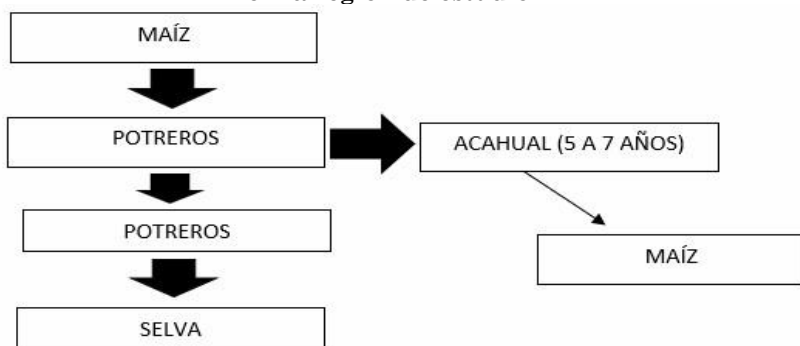 MAÍZ
POTREROS
ACAHUAL (5 A 7 AÑOS)
POTREROS
MAÍZ
SELVA